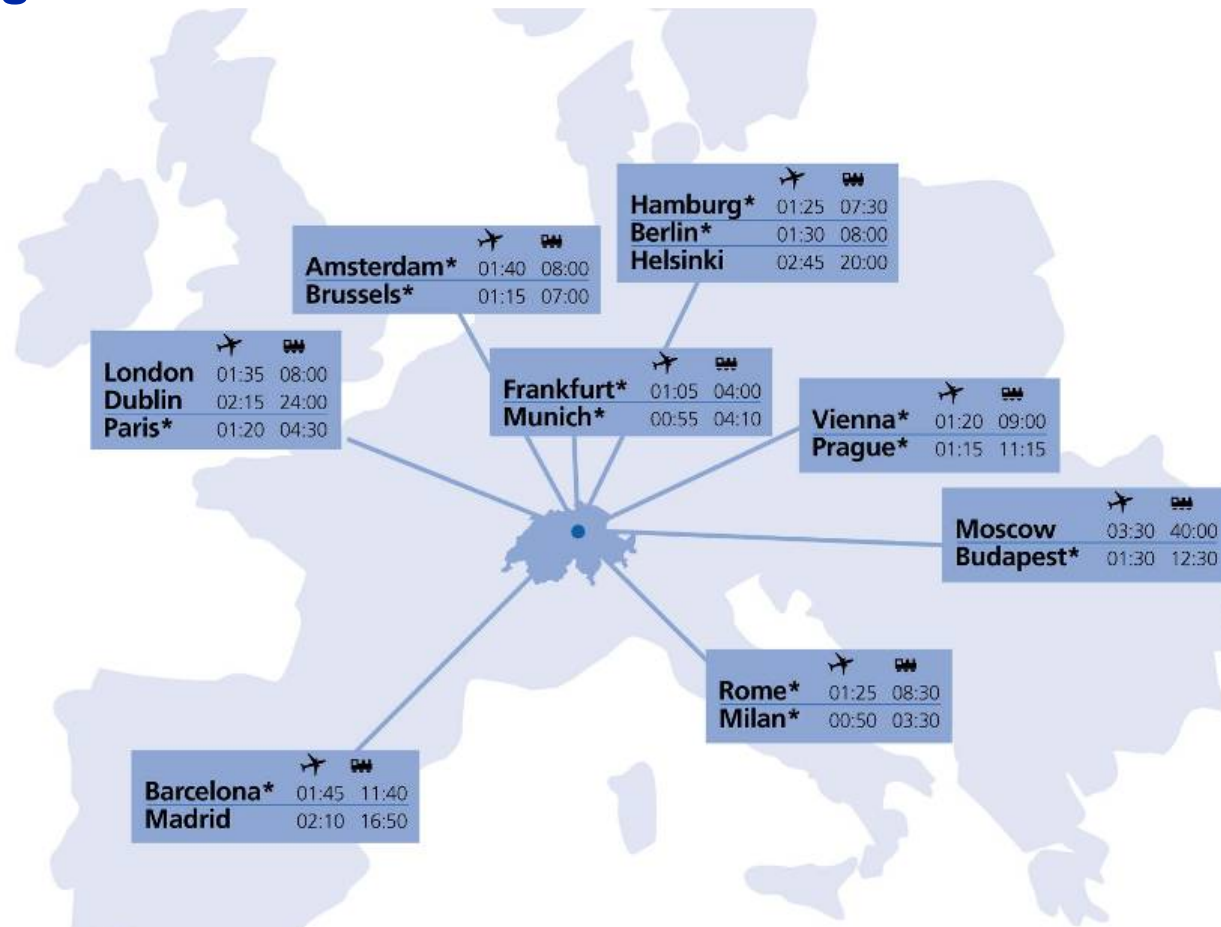 Hamburg* 01:25 07:30
Berlin* 01:30 08:00
Helsinki 02:45 20:00
Amsterdam* 01:40 08:00
Brussels* 01:15 07:00
London 01:35 08:00
Dublin 02:15 24:00
Paris* 01:20 04:30
Frankfurt* 01:05 04:00
Munich* 00:55 04:10
Vienna* 01:20 09:00
Prague* 01:15 11:15
Moscow 03:30 40:00
Budapest* 01:30 12:30
Rome* 01:25 08:30
Milan* 00:50 03:30
Barcelona* 01:45 11:40
Madrid 02:10 16:50